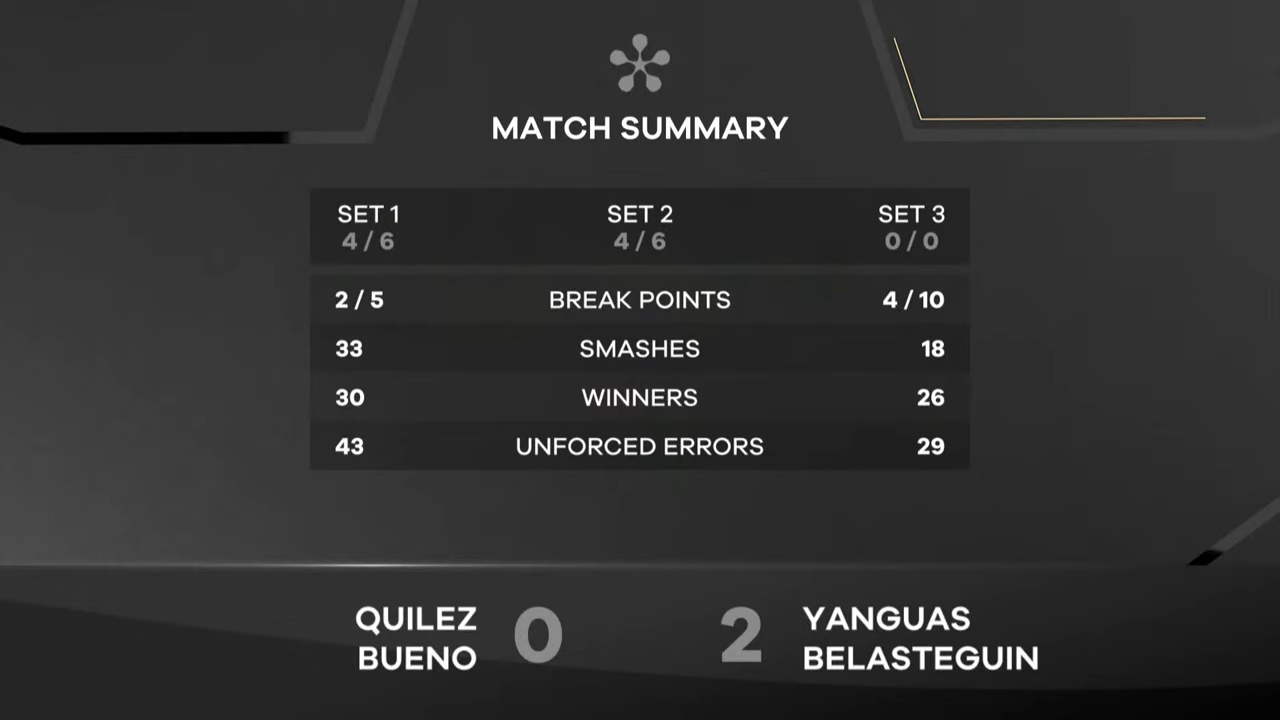 MATCH SUMMARY
SET 1 SET 2 SET 3
4 / 6 4 / 6 0 / 0
2 / 5 BREAK POINTS 4 / 10
33 SMASHES 18
30 WINNERS 26
43 UNFORCED ERRORS 29
QUILEZ
BUENO
0 2
YANGUAS
BELASTEGUIN